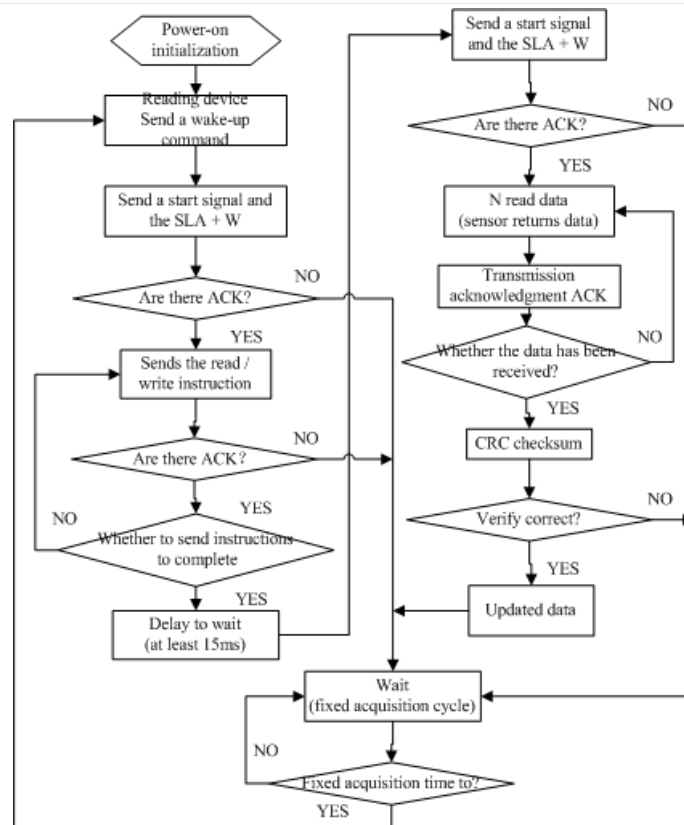 Power-on
initialization
Reading device
Send a wake-up
command
Send a start signal and
the SLA + W
Are there ACK?
NO
YES
Sends the read /
write instruction
Are there ACK?
NO
YES
Whether to send instructions
to complete
NO
YES
Delay to wait
(at least 15ms)
Send a start signal
and the SLA + W
Are there ACK?
NO
YES
N read data
(sensor returns data)
Transmission
acknowledgment ACK
Whether the data has been
received?
NO
YES
CRC checksum
Verify correct?
NO
YES
Updated data
Wait
(fixed acquisition cycle)
NO
Fixed acquisition time to?
YES